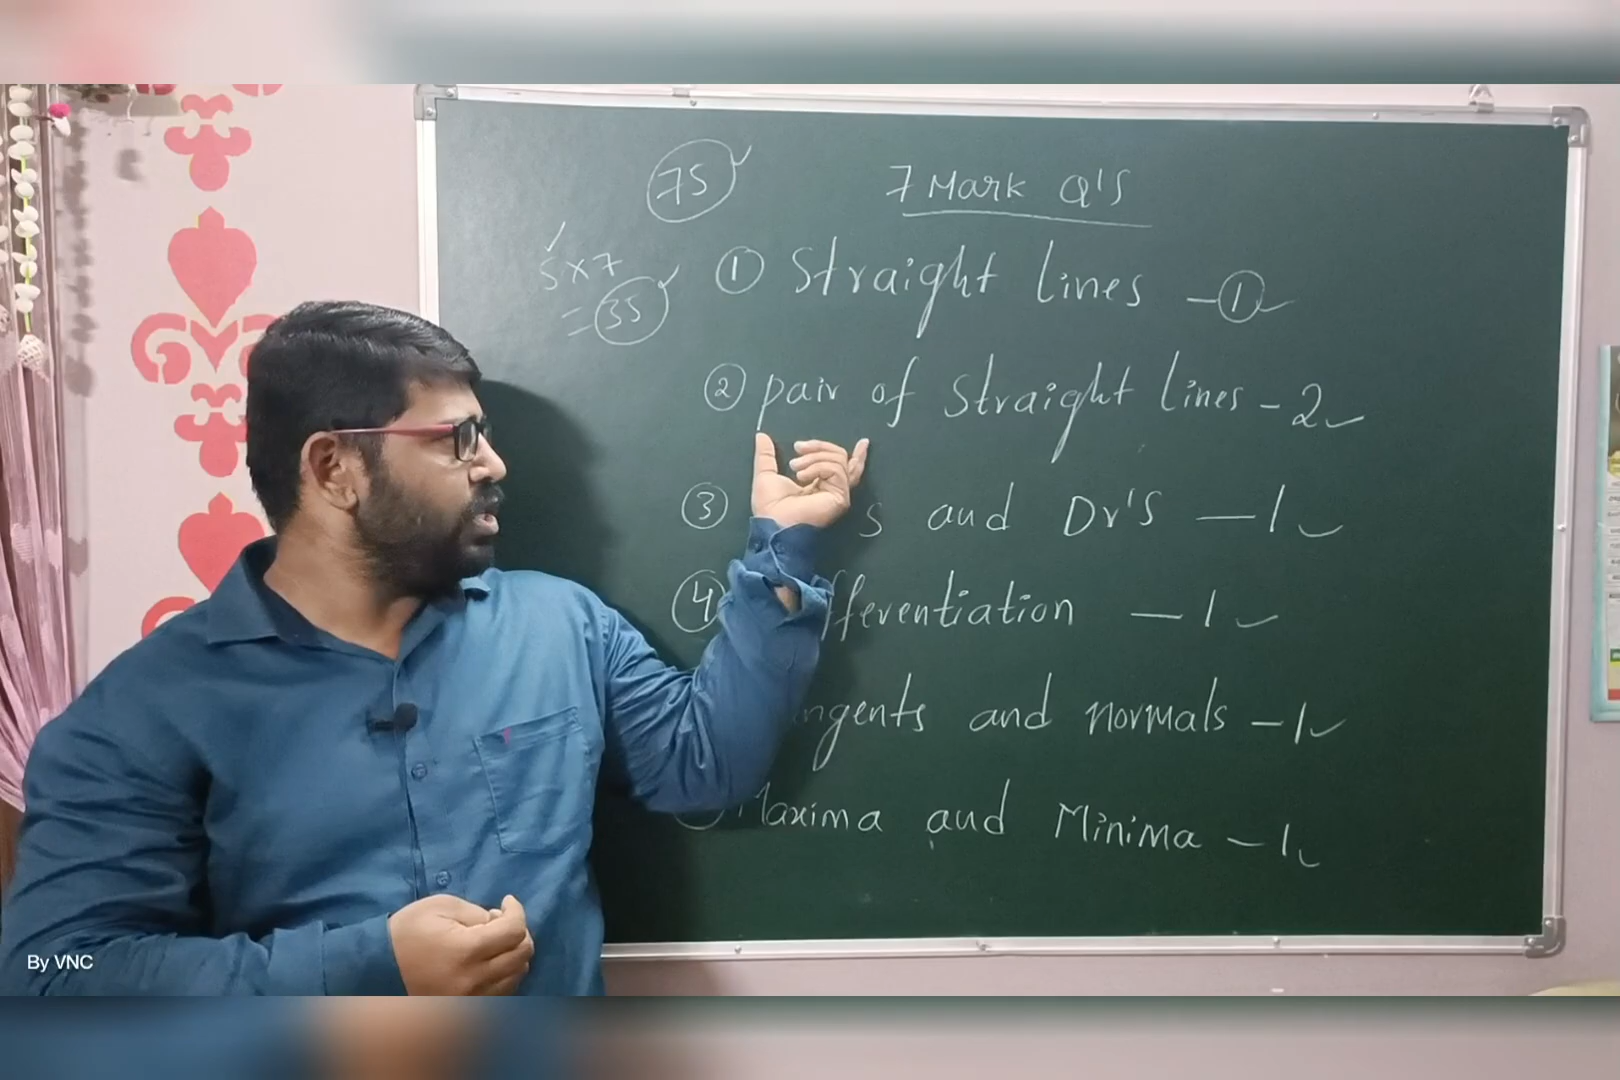 75
7 Mark Q's
5x7
= 35
① Straight lines - ①
② pair of straight lines - 2
③ s and Dr's - 1
④ fferentiation - 1
ngents and normals - 1
Maxima and Minima - 1
By VNC